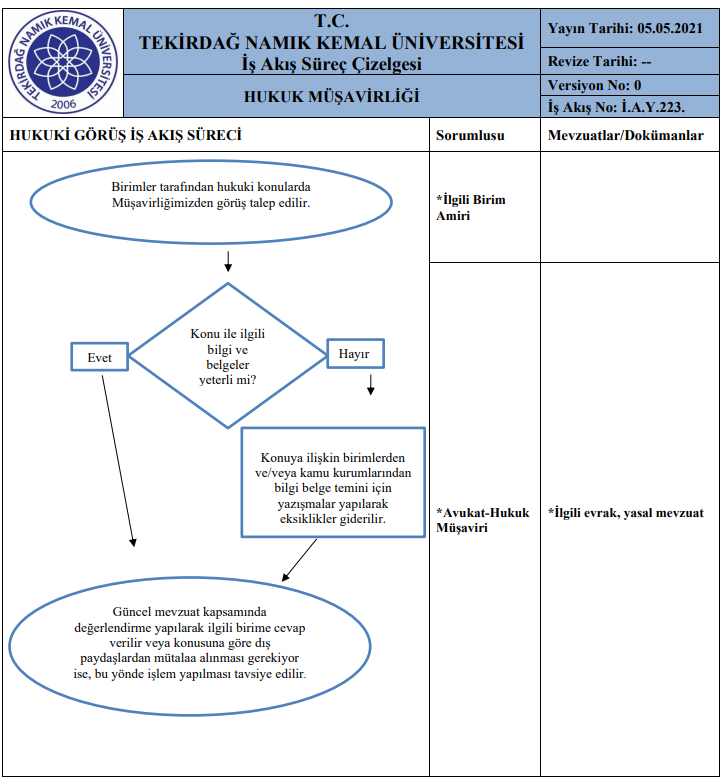 TEKİRDAĞ NAMIK KEMAL ÜNİVERSİTESİ
2006
T.C.
TEKİRDAĞ NAMIK KEMAL ÜNİVERSİTESİ
İş Akış Süreç Çizelgesi
HUKUK MÜŞAVİRLİĞİ
Yayın Tarihi: 05.05.2021
Revize Tarihi: --
Versiyon No: 0
İş Akış No: İ.A.Y.223.
HUKUKİ GÖRÜŞ İŞ AKIŞ SÜRECİ
Sorumlusu
Mevzuatlar/Dokümanlar
Birimler tarafından hukuki konularda
Müşavirliğimizden görüş talep edilir.
*İlgili Birim
Amiri
Konu ile ilgili
bilgi ve
belgeler
yeterli mi?
Evet
Hayır
Konuya ilişkin birimlerden
ve/veya kamu kurumlarından
bilgi belge temini için
yazışmalar yapılarak
eksiklikler giderilir.
*Avukat-Hukuk
Müşaviri
*İlgili evrak, yasal mevzuat
Güncel mevzuat kapsamında
değerlendirme yapılarak ilgili birime cevap
verilir veya konusuna göre dış
paydaşlardan mütalaa alınması gerekiyor
ise, bu yönde işlem yapılması tavsiye edilir.